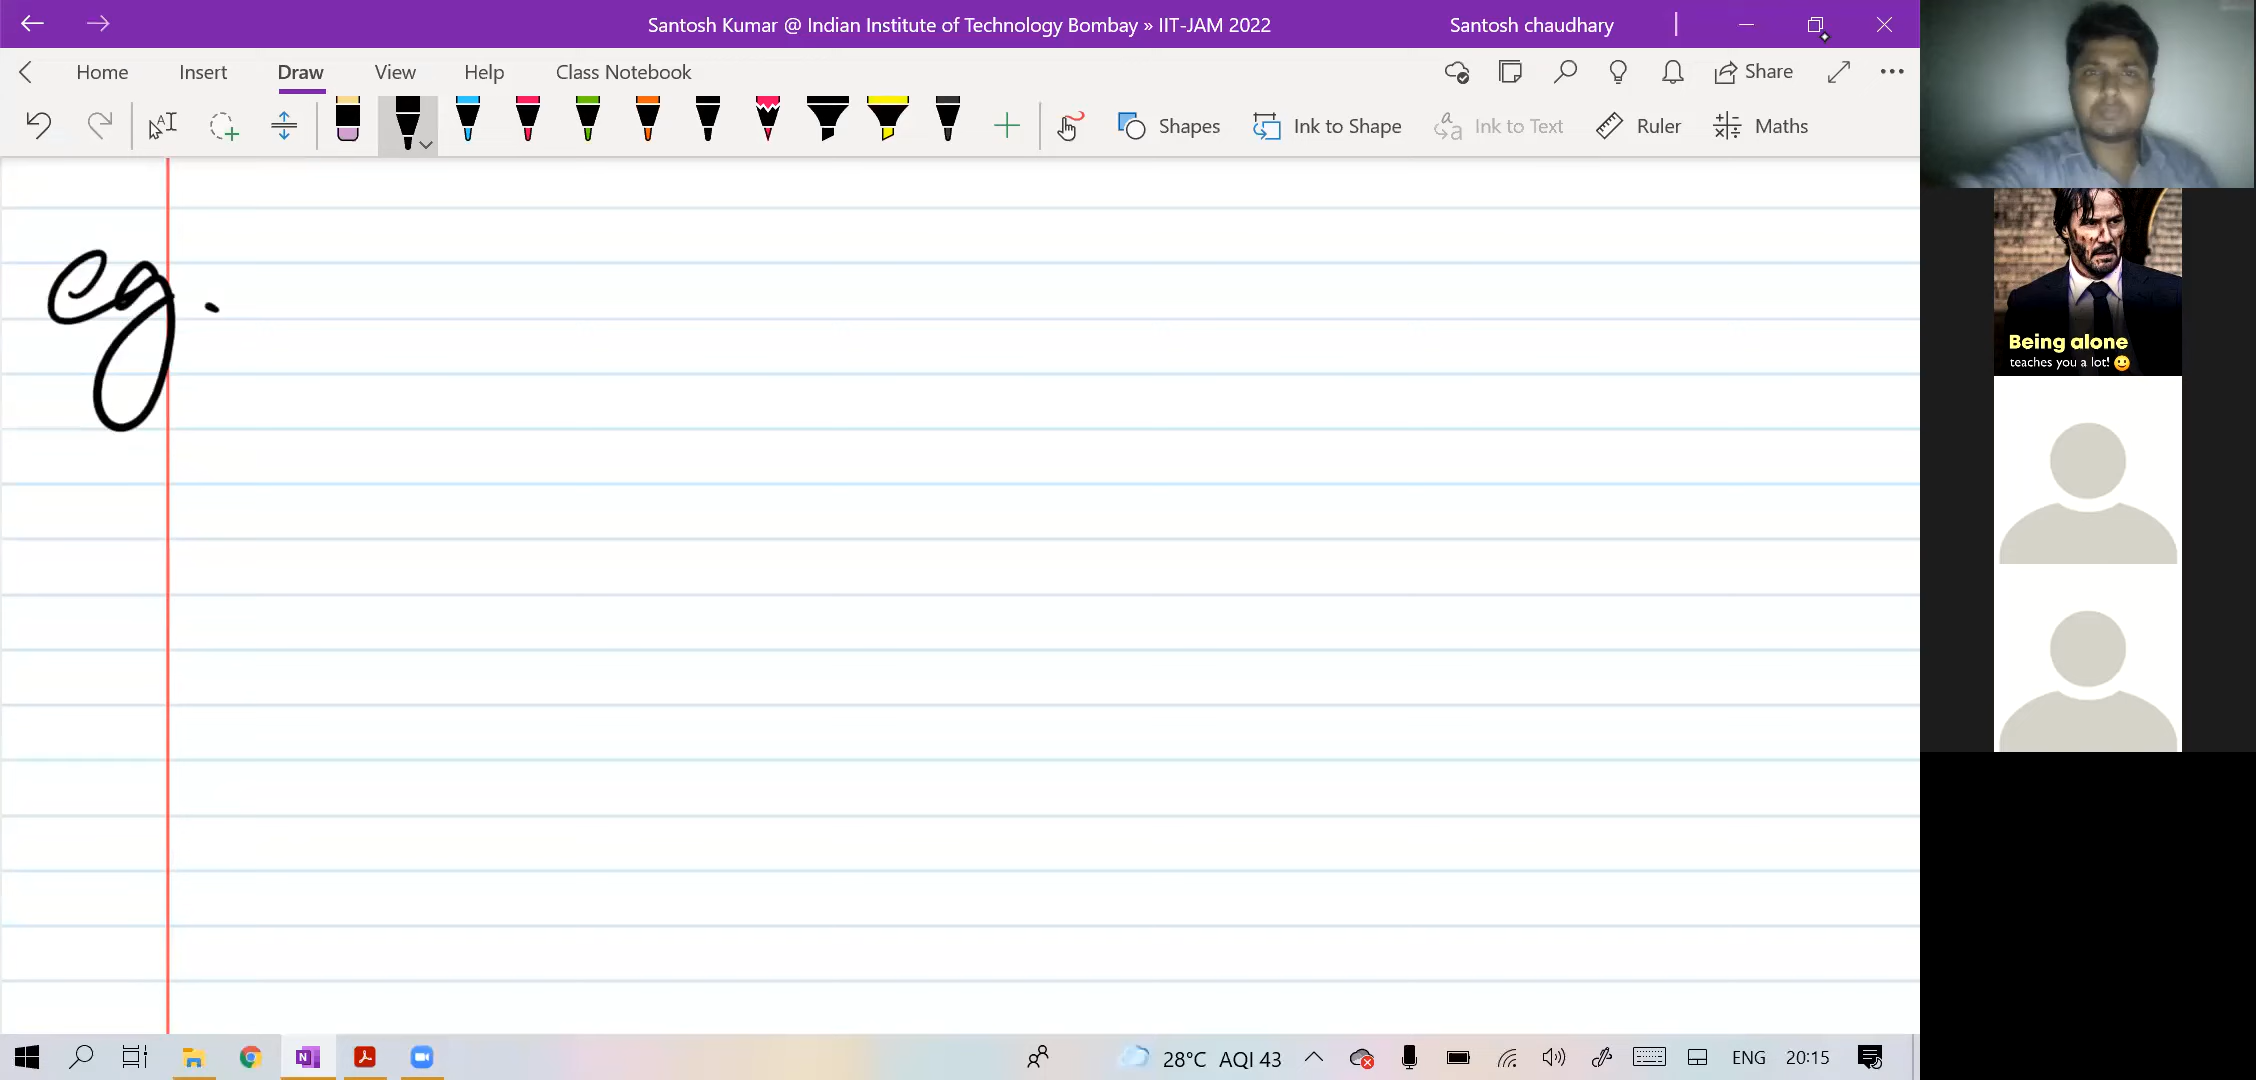 Santosh Kumar @ Indian Institute of Technology Bombay » IIT-JAM 2022
Santosh chaudhary
Home Insert Draw View Help Class Notebook
Share
Shapes Ink to Shape Ink to Text Ruler Maths
eg.
Being alone
teaches you a lot!
28°C AQI 43
ENG 20:15